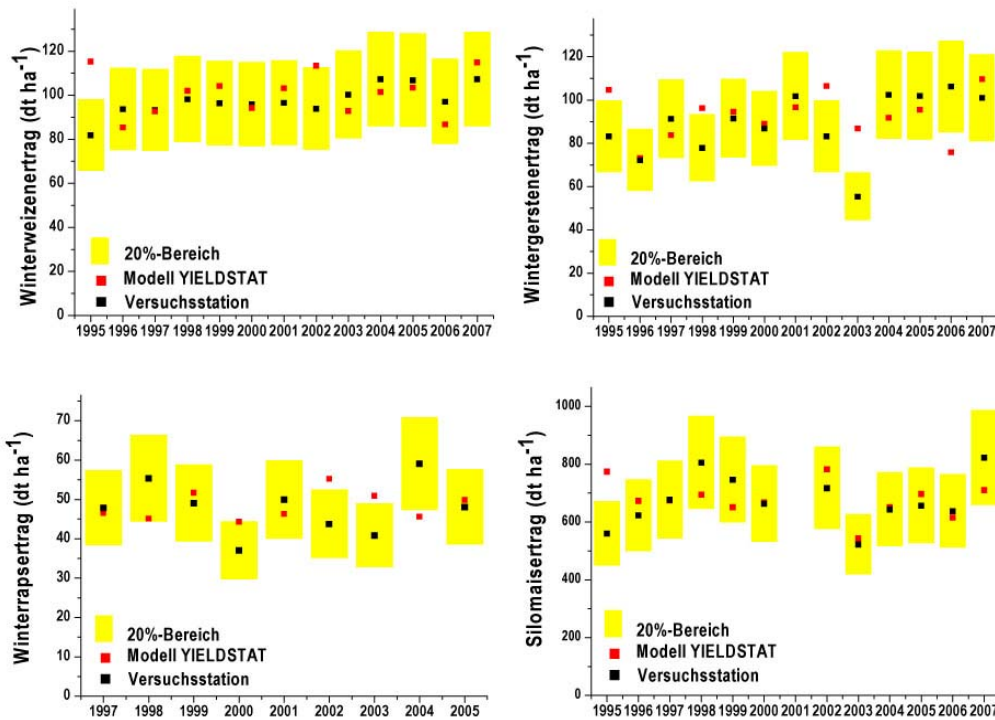 Winterweizenertrag (dt ha⁻¹)
120
100
80
60
40
20
0
20%-Bereich
Modell YIELDSTAT
Versuchsstation
1995 1996 1997 1998 1999 2000 2001 2002 2003 2004 2005 2006 2007
Wintergerstenertrag (dt ha⁻¹)
120
100
80
60
40
20
0
20%-Bereich
Modell YIELDSTAT
Versuchsstation
1995 1996 1997 1998 1999 2000 2001 2002 2003 2004 2005 2006 2007
Winterrapsertrag (dt ha⁻¹)
70
60
50
40
30
20
10
0
20%-Bereich
Modell YIELDSTAT
Versuchsstation
1997 1998 1999 2000 2001 2002 2003 2004 2005
Silomaisertrag (dt ha⁻¹)
1000
800
600
400
200
0
20%-Bereich
Modell YIELDSTAT
Versuchsstation
1995 1996 1997 1998 1999 2000 2001 2002 2003 2004 2005 2006 2007